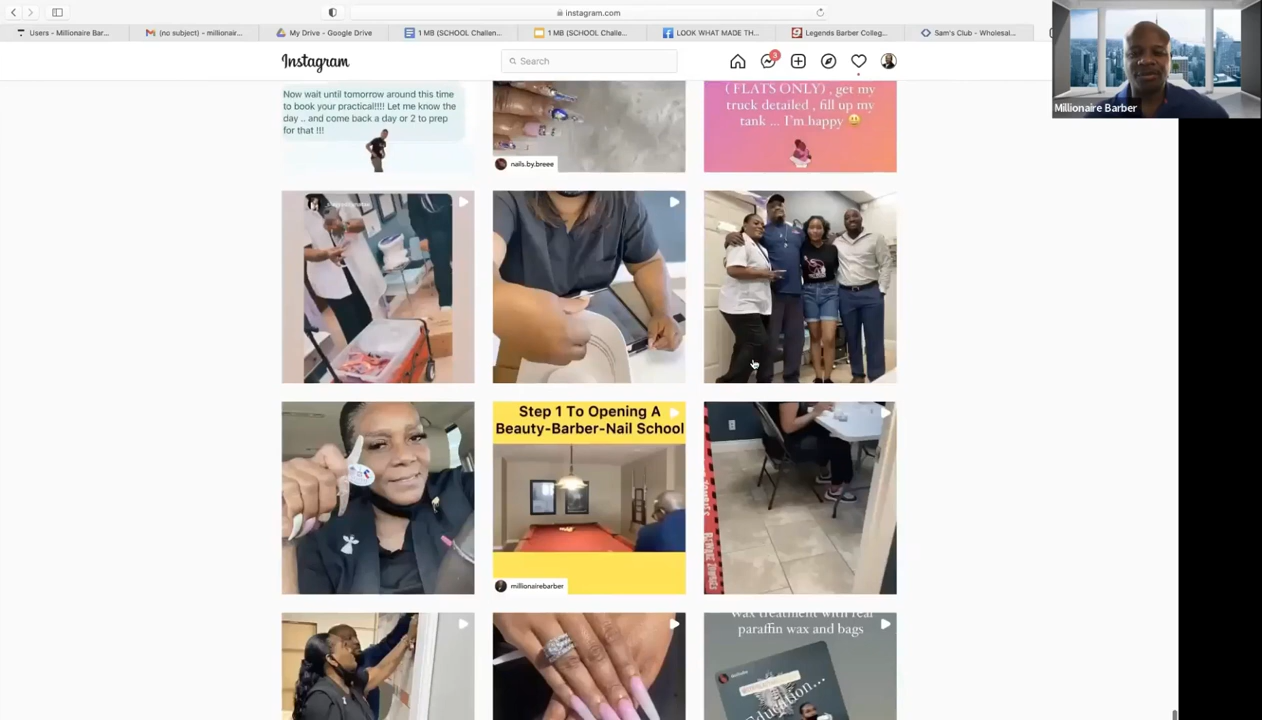 instagram.com
Users - Millionaire Bar...
(no subject) - millionair...
My Drive - Google Drive
1 MB (SCHOOL Challen...
1 MB (SCHOOL Challe...
LOOK WHAT MADE TH...
Legends Barber Colleg...
Sam's Club - Wholesal...
Instagram
Search
3
Millionaire Barber
Now wait until tomorrow around this time
to book your practical!!!! Let me know the
day .. and come back a day or 2 to prep
for that !!!
nails.by.breee
( FLATS ONLY) , get my
truck detailed , fill up my
tank ... I'm happy
Step 1 To Opening A
Beauty-Barber-Nail School
millionairebarber
BEWARE ZOMBIES
Wax treatment with real
paraffin wax and bags
Education...